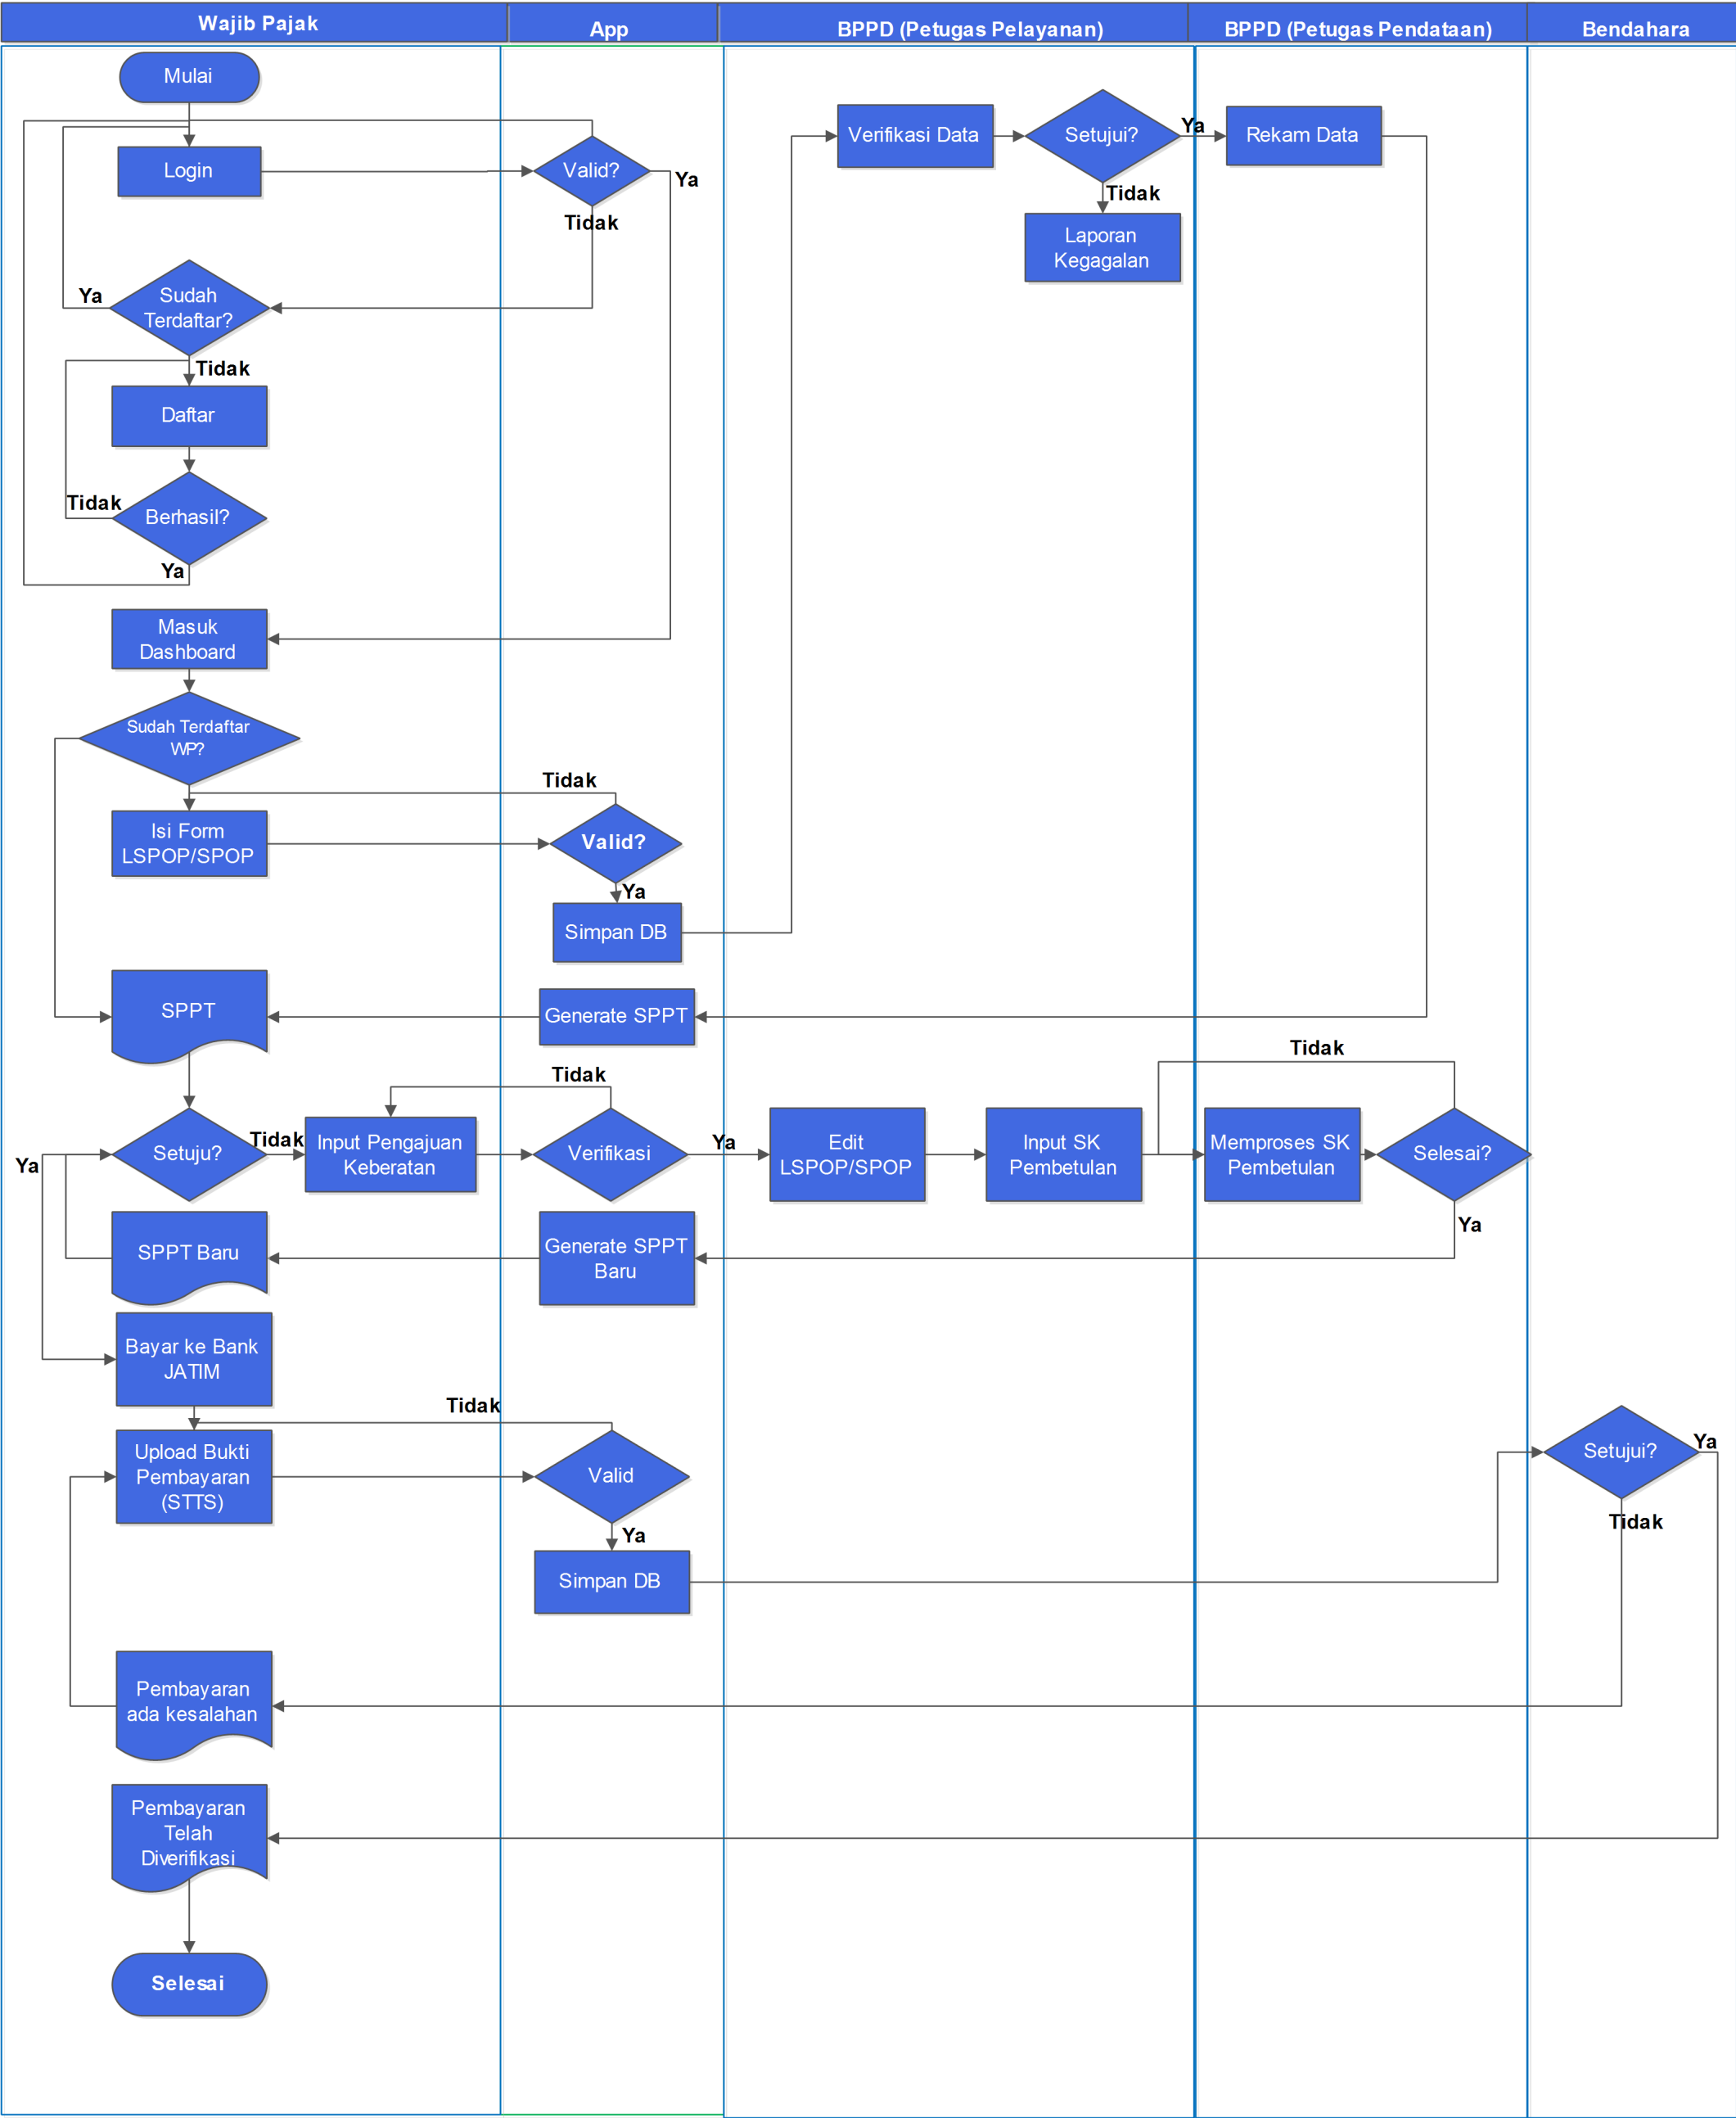 Wajib Pajak
App
BPPD (Petugas Pelayanan)
BPPD (Petugas Pendataan)
Bendahara
Mulai
Login
Valid?
Ya
Tidak
Verifikasi Data
Setujui?
Ya
Rekam Data
Tidak
Laporan
Kegagalan
Sudah
Terdaftar?
Ya
Tidak
Daftar
Berhasil?
Tidak
Ya
Masuk
Dashboard
Sudah Terdaftar
WP?
Tidak
Isi Form
LSPOP/SPOP
Valid?
Ya
Simpan DB
SPPT
Generate SPPT
Tidak
Tidak
Setuju?
Ya
Tidak
Input Pengajuan
Keberatan
Verifikasi
Ya
Edit
LSPOP/SPOP
Input SK
Pembetulan
Memproses SK
Pembetulan
Selesai?
Ya
SPPT Baru
Generate SPPT
Baru
Bayar ke Bank
JATIM
Tidak
Upload Bukti
Pembayaran
(STTS)
Valid
Ya
Simpan DB
Setujui?
Ya
Tidak
Pembayaran
ada kesalahan
Pembayaran
Telah
Diverifikasi
Selesai